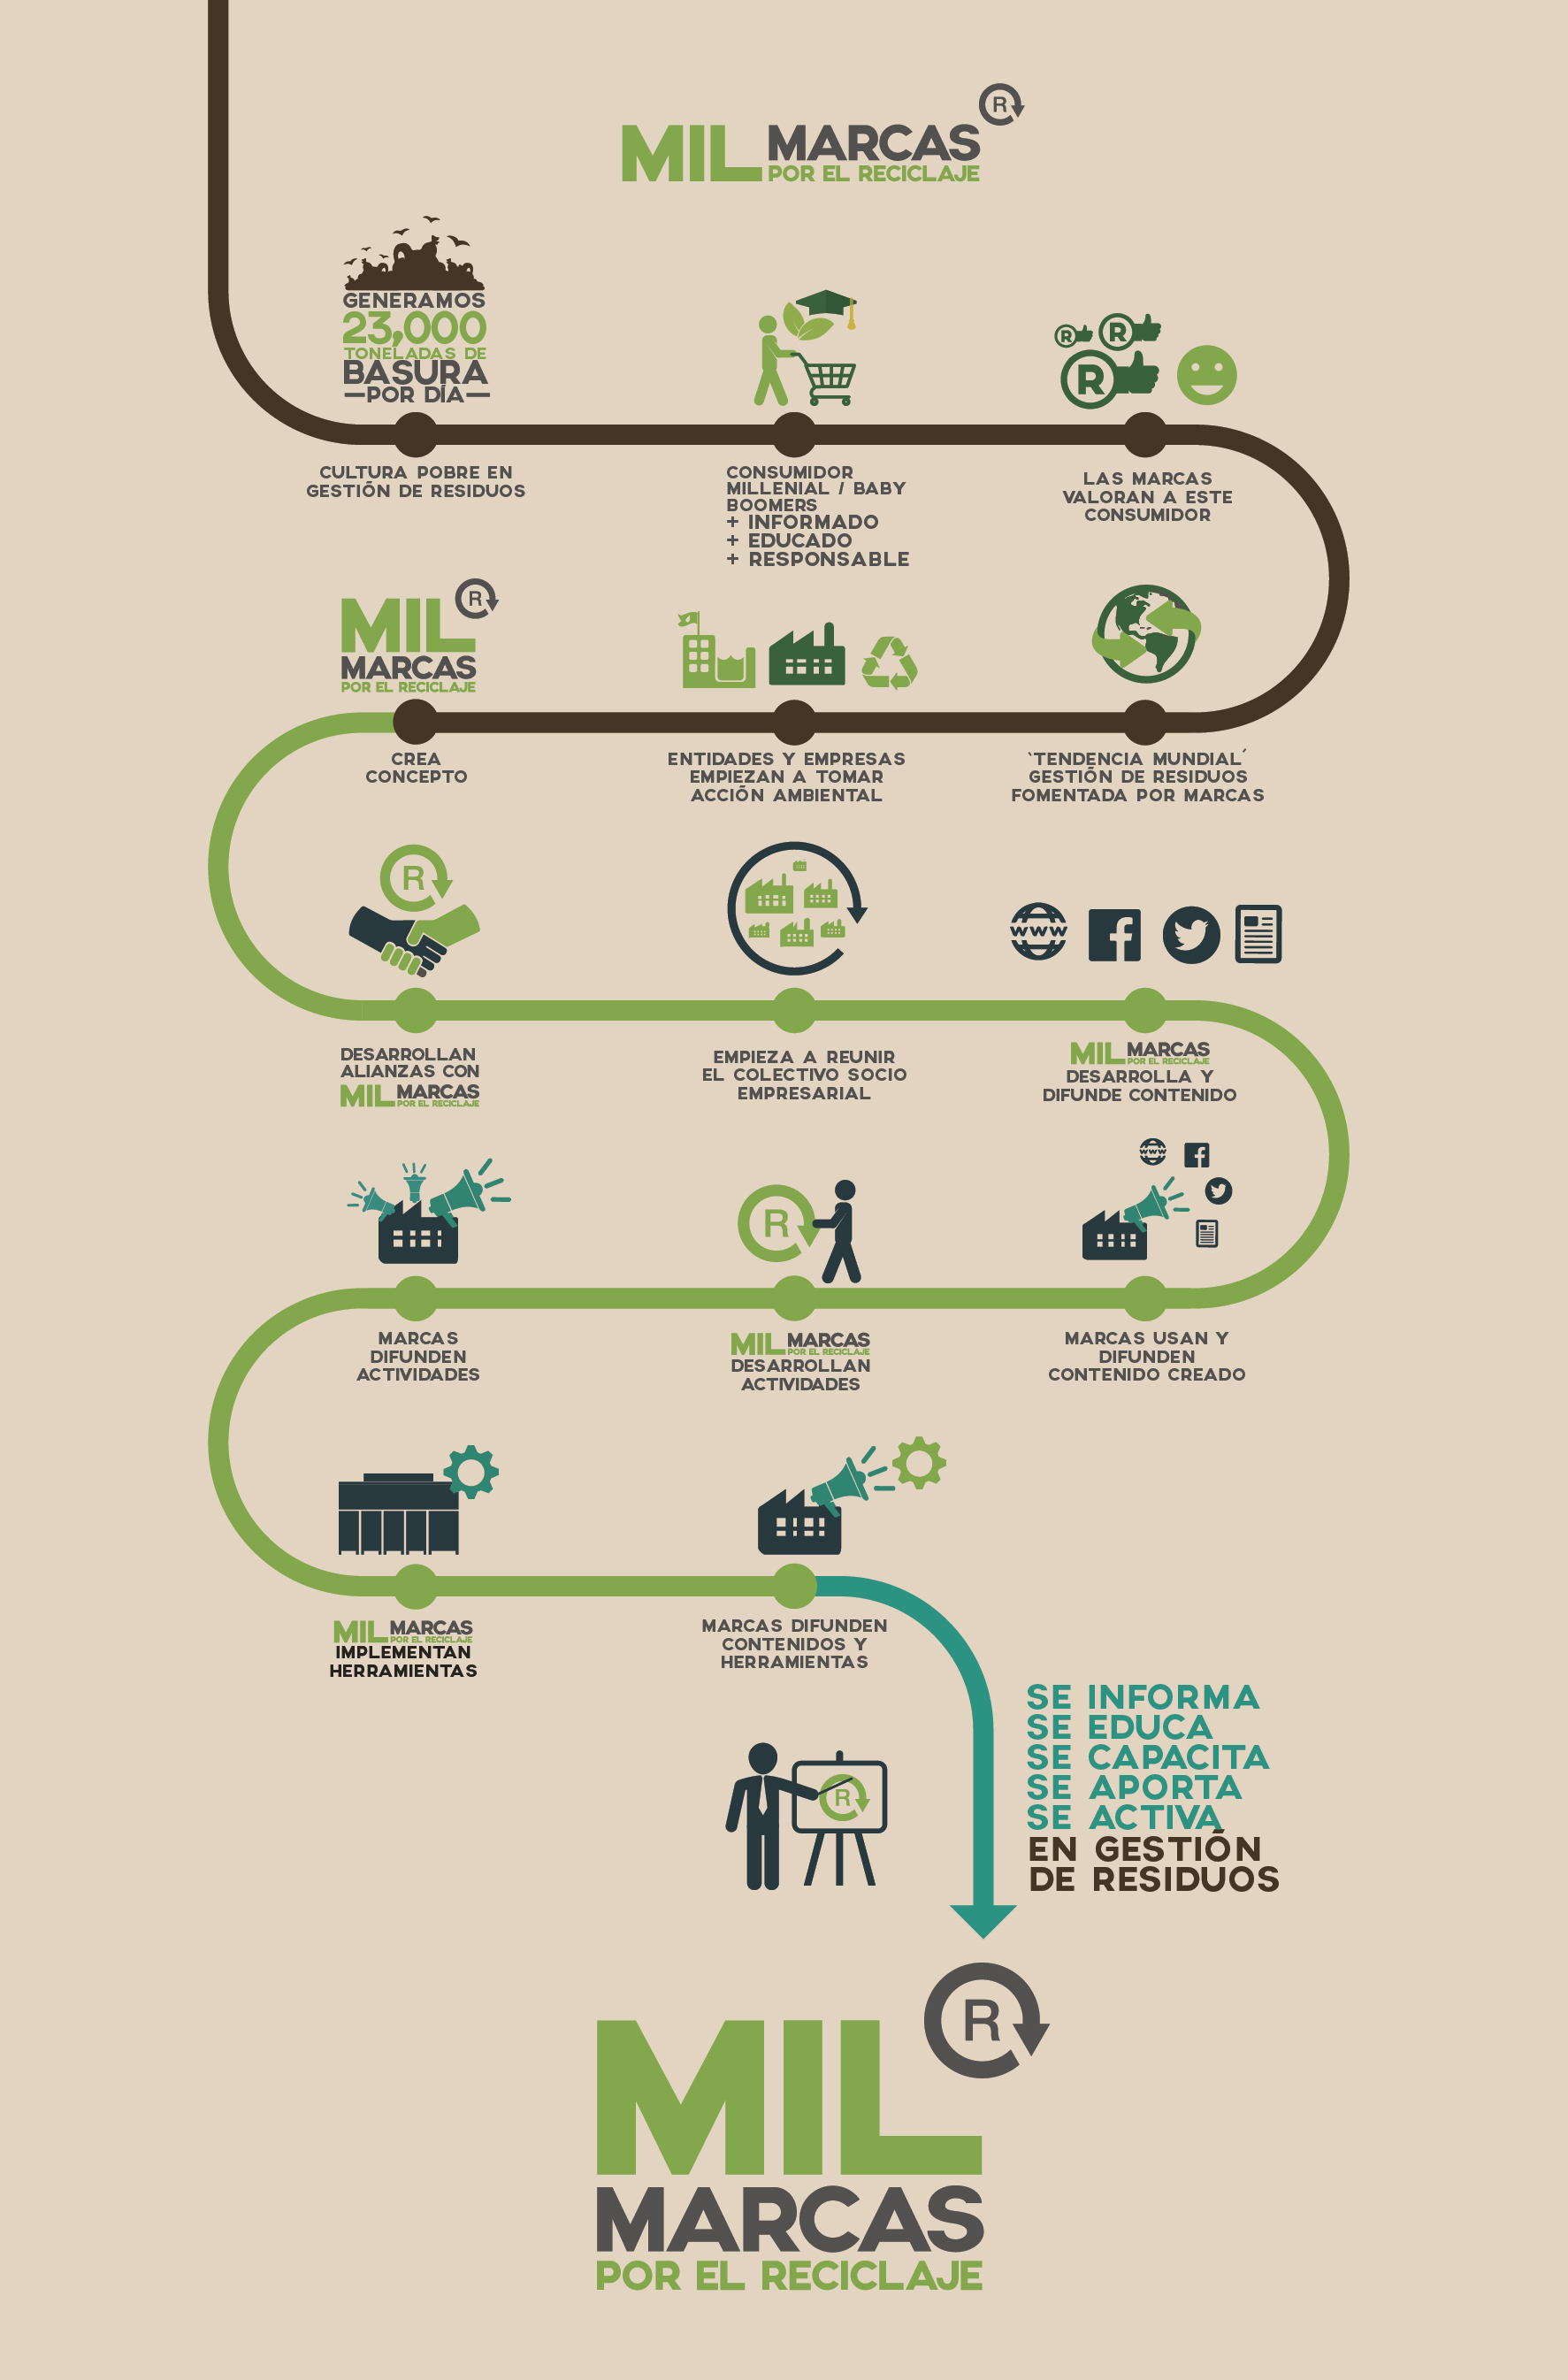 R
MIL MARCAS
POR EL RECICLAJE
GENERAMOS
23,000
TONELADAS DE
BASURA
POR DÍA
CULTURA POBRE EN
GESTIÓN DE RESIDUOS
CONSUMIDOR
MILLENIAL / BABY
BOOMERS
+ INFORMADO
+ EDUCADO
+ RESPONSABLE
R
R
R
LAS MARCAS
VALORAN A ESTE
CONSUMIDOR
‵TENDENCIA MUNDIAL′
GESTIÓN DE RESIDUOS
FOMENTADA POR MARCAS
ENTIDADES Y EMPRESAS
EMPIEZAN A TOMAR
ACCIÓN AMBIENTAL
R
MIL
MARCAS
POR EL RECICLAJE
CREA
CONCEPTO
R
DESARROLLAN
ALIANZAS CON
MIL MARCAS
POR EL RECICLAJE
EMPIEZA A REUNIR
EL COLECTIVO SOCIO
EMPRESARIAL
www
f
MIL MARCAS
POR EL RECICLAJE
DESARROLLA Y
DIFUNDE CONTENIDO
www
f
MARCAS USAN Y
DIFUNDEN
CONTENIDO CREADO
R
MIL MARCAS
POR EL RECICLAJE
DESARROLLAN
ACTIVIDADES
MARCAS
DIFUNDEN
ACTIVIDADES
MIL MARCAS
POR EL RECICLAJE
IMPLEMENTAN
HERRAMIENTAS
MARCAS DIFUNDEN
CONTENIDOS Y
HERRAMIENTAS
R
SE INFORMA
SE EDUCA
SE CAPACITA
SE APORTA
SE ACTIVA
EN GESTIÓN
DE RESIDUOS
R
MIL
MARCAS
POR EL RECICLAJE